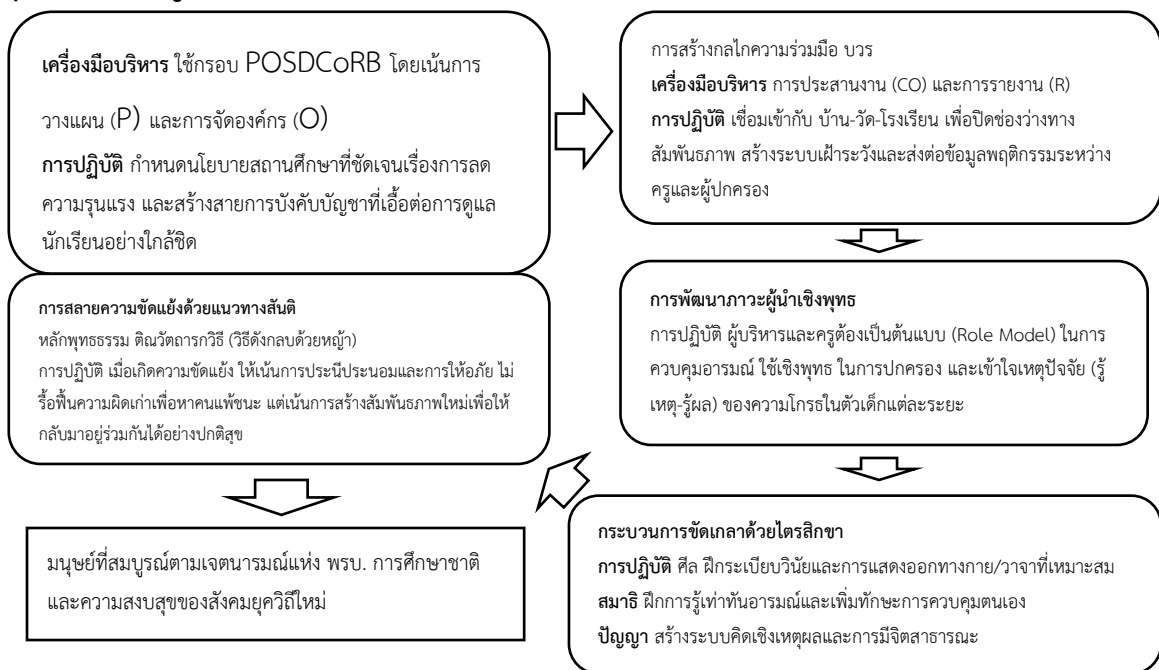 เครื่องมือบริหาร ใช้กรอบ POSDCoRB โดยเน้นการ
วางแผน (P) และการจัดองค์กร (O)
การปฏิบัติ กำหนดนโยบายสถานศึกษาที่ชัดเจนเรื่องการลด
ความรุนแรง และสร้างสายการบังคับบัญชาที่เอื้อต่อการดูแล
นักเรียนอย่างใกล้ชิด
การสร้างกลไกความร่วมมือ บวร
เครื่องมือบริหาร การประสานงาน (CO) และการรายงาน (R)
การปฏิบัติ เชื่อมเข้ากับ บ้าน-วัด-โรงเรียน เพื่อปิดช่องว่างทาง
สัมพันธภาพ สร้างระบบเฝ้าระวังและส่งต่อข้อมูลพฤติกรรมระหว่าง
ครูและผู้ปกครอง
การพัฒนาภาวะผู้นำเชิงพุทธ
การปฏิบัติ ผู้บริหารและครูต้องเป็นต้นแบบ (Role Model) ในการ
ควบคุมอารมณ์ ใช้เชิงพุทธ ในการปกครอง และเข้าใจเหตุปัจจัย (รู้
เหตุ-รู้ผล) ของความโกรธในตัวเด็กแต่ละระยะ
กระบวนการขัดเกลาด้วยไตรสิกขา
การปฏิบัติ ศีล ฝึกระเบียบวินัยและการแสดงออกทางกาย/วาจาที่เหมาะสม
สมาธิ ฝึกการรู้เท่าทันอารมณ์และเพิ่มทักษะการควบคุมตนเอง
ปัญญา สร้างระบบคิดเชิงเหตุผลและการมีจิตสาธารณะ
การสลายความขัดแย้งด้วยแนวทางสันติ
หลักพุทธธรรม ติณวัตถารกวิธี (วิธีดังกลบด้วยหญ้า)
การปฏิบัติ เมื่อเกิดความขัดแย้ง ให้เน้นการประนีประนอมและการให้อภัย ไม่
รื้อฟื้นความผิดเก่าเพื่อหาคนแพ้ชนะ แต่เน้นการสร้างสัมพันธภาพใหม่เพื่อให้
กลับมาอยู่ร่วมกันได้อย่างปกติสุข
มนุษย์ที่สมบูรณ์ตามเจตนารมณ์แห่ง พรบ. การศึกษาชาติ
และความสงบสุขของสังคมยุควิถีใหม่